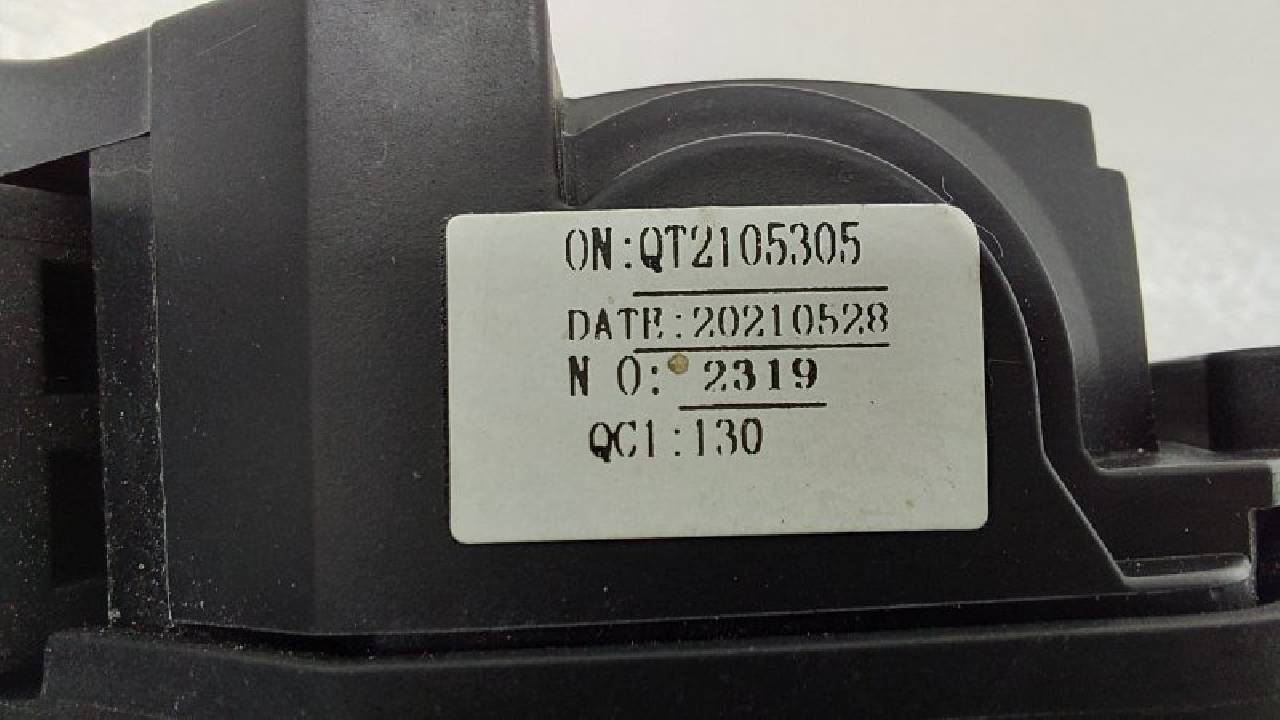 ON:QT2105305
DATE:20210528
N O: 2319
QC1:130